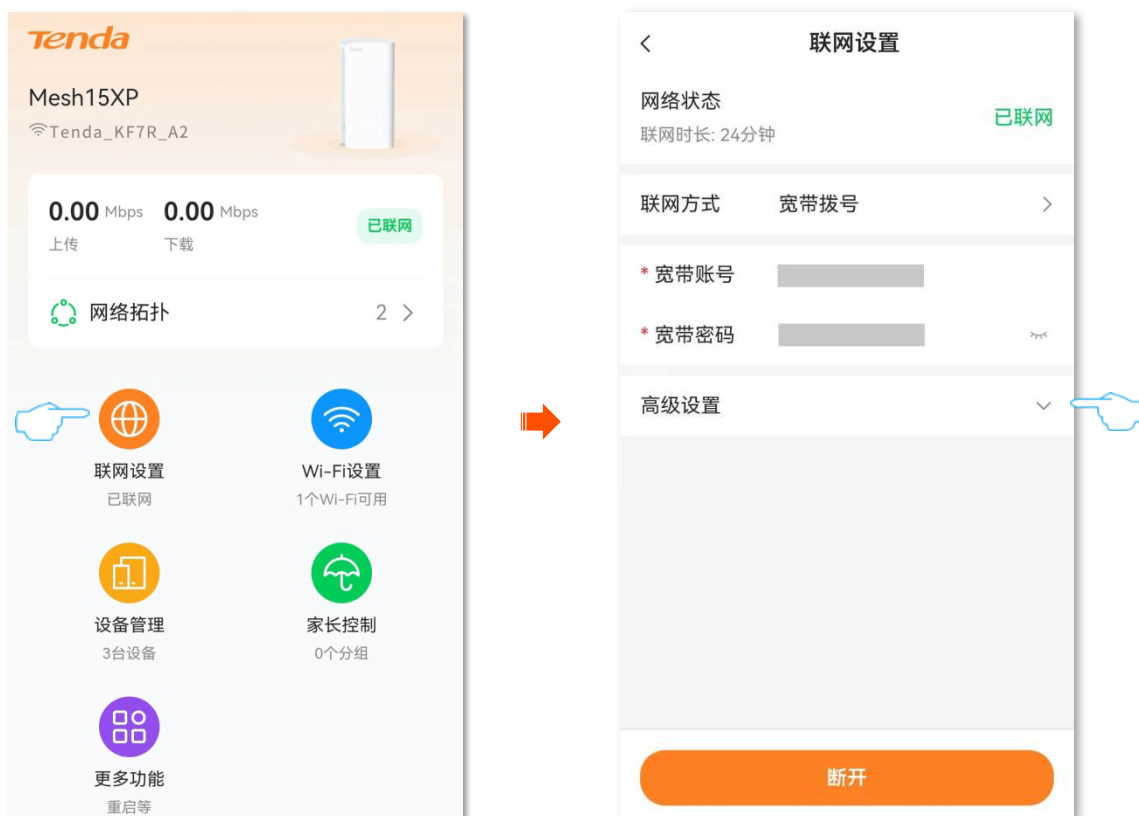 Tenda
Mesh15XP
Tenda_KF7R_A2
0.00 Mbps 0.00 Mbps
上传 下载
已联网
网络拓扑 2
联网设置 Wi-Fi设置
已联网 1个Wi-Fi可用
设备管理 家长控制
3台设备 0个分组
更多功能
重启等
联网设置
网络状态
联网时长: 24分钟
已联网
联网方式 宽带拨号
* 宽带账号
* 宽带密码
高级设置
断开